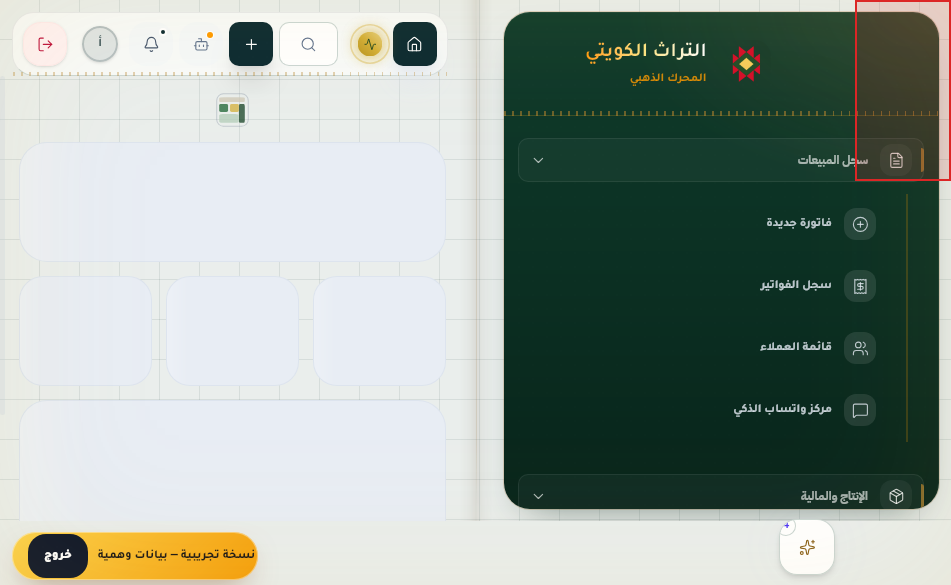 التراث الكويتي
المحرك الذهبي
سجل المبيعات
فاتورة جديدة
سجل الفواتير
قائمة العملاء
مركز واتساب الذكي
الإنتاج والمالية
i
نسخة تجريبية — بيانات وهمية
خروج
+